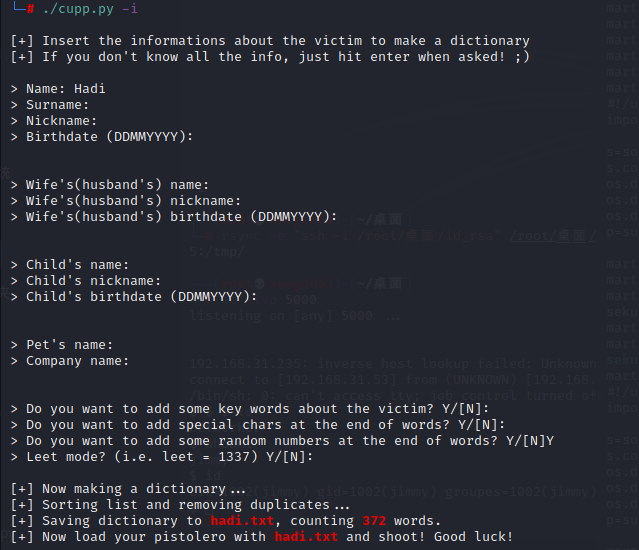 └─# ./cupp.py -i
[+] Insert the informations about the victim to make a dictionary
[+] If you don't know all the info, just hit enter when asked! ;)
> Name: Hadi
> Surname:
> Nickname:
> Birthdate (DDMMYYYY):
> Wife's(husband's) name:
> Wife's(husband's) nickname:
> Wife's(husband's) birthdate (DDMMYYYY):
> Child's name:
> Child's nickname:
> Child's birthdate (DDMMYYYY):
> Pet's name:
> Company name:
> Do you want to add some key words about the victim? Y/[N]:
> Do you want to add special chars at the end of words? Y/[N]:
> Do you want to add some random numbers at the end of words? Y/[N]Y
> Leet mode? (i.e. leet = 1337) Y/[N]:
[+] Now making a dictionary...
[+] Sorting list and removing duplicates...
[+] Saving dictionary to hadi.txt, counting 372 words.
[+] Now load your pistolero with hadi.txt and shoot! Good luck!